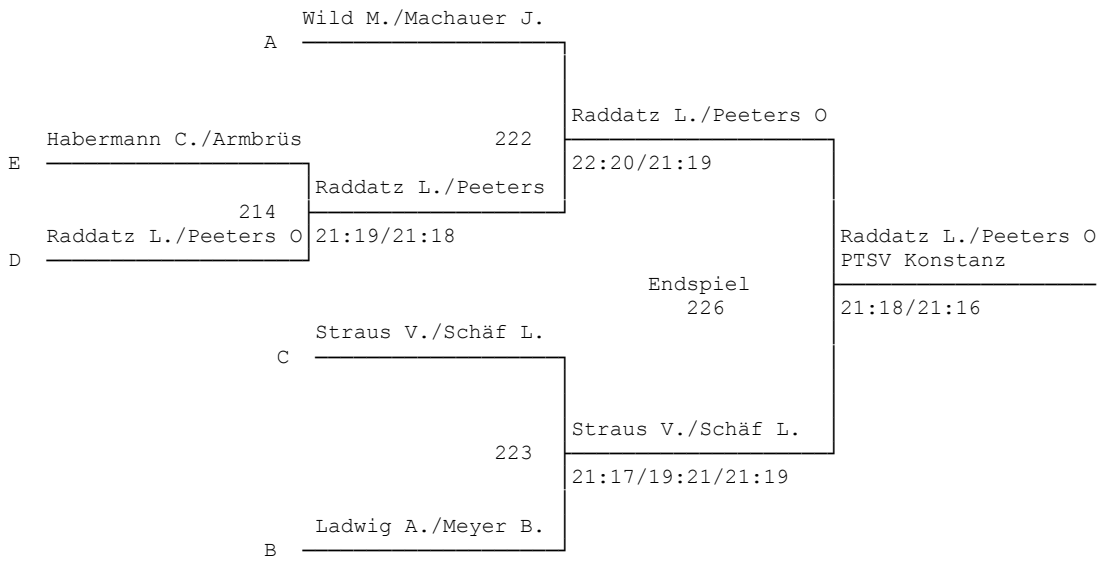 Wild M./Machauer J.
A
Raddatz L./Peeters O
Habermann C./Armbrüs
222
E
22:20/21:19
Raddatz L./Peeters
214
Raddatz L./Peeters O
21:19/21:18
Raddatz L./Peeters O
D
PTSV Konstanz
Endspiel
226
21:18/21:16
Straus V./Schäf L.
C
Straus V./Schäf L.
223
21:17/19:21/21:19
Ladwig A./Meyer B.
B